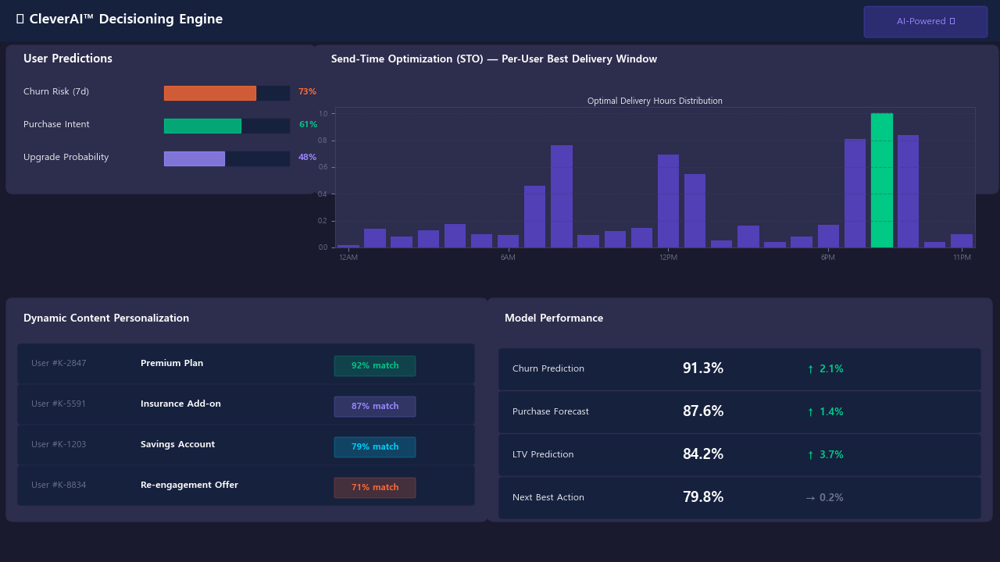 CleverAI™ Decisioning Engine
AI-Powered
User Predictions
Churn Risk (7d) 73%
Purchase Intent 61%
Upgrade Probability 48%
Send-Time Optimization (STO) — Per-User Best Delivery Window
Optimal Delivery Hours Distribution
1.0
0.8
0.6
0.4
0.2
0.0
12AM 6AM 12PM 6PM 11PM
Dynamic Content Personalization
User #K-2847 Premium Plan 92% match
User #K-5591 Insurance Add-on 87% match
User #K-1203 Savings Account 79% match
User #K-8834 Re-engagement Offer 71% match
Model Performance
Churn Prediction 91.3% ↑ 2.1%
Purchase Forecast 87.6% ↑ 1.4%
LTV Prediction 84.2% ↑ 3.7%
Next Best Action 79.8% → 0.2%